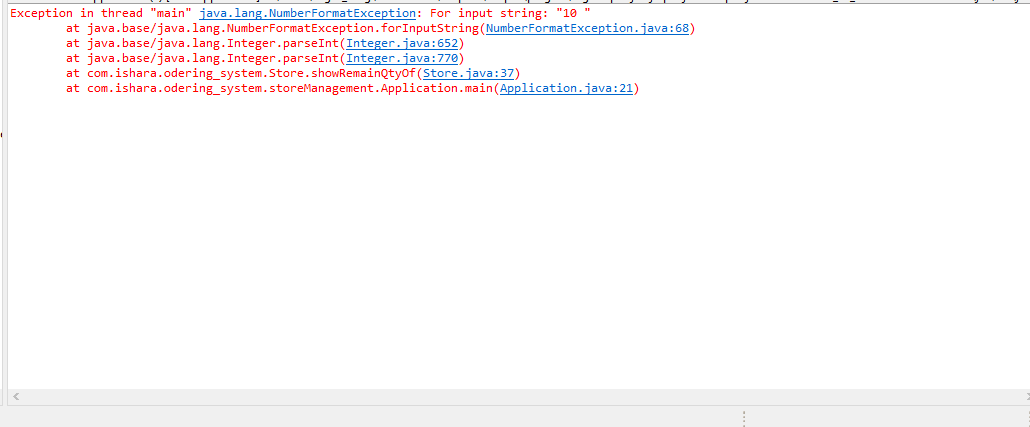 Exception in thread "main" java.lang.NumberFormatException: For input string: "10 "
at java.base/java.lang.NumberFormatException.forInputString(NumberFormatException.java:68)
at java.base/java.lang.Integer.parseInt(Integer.java:652)
at java.base/java.lang.Integer.parseInt(Integer.java:770)
at com.ishara.odering_system.Store.showRemainQtyOf(Store.java:37)
at com.ishara.odering_system.storeManagement.Application.main(Application.java:21)